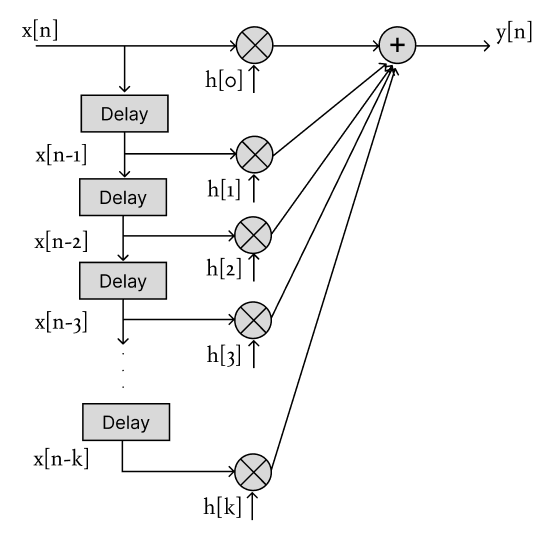 x[n]
y[n]
+
h[0]
Delay
x[n-1]
h[1]
Delay
x[n-2]
h[2]
Delay
x[n-3]
h[3]
.
.
.
Delay
x[n-k]
h[k]